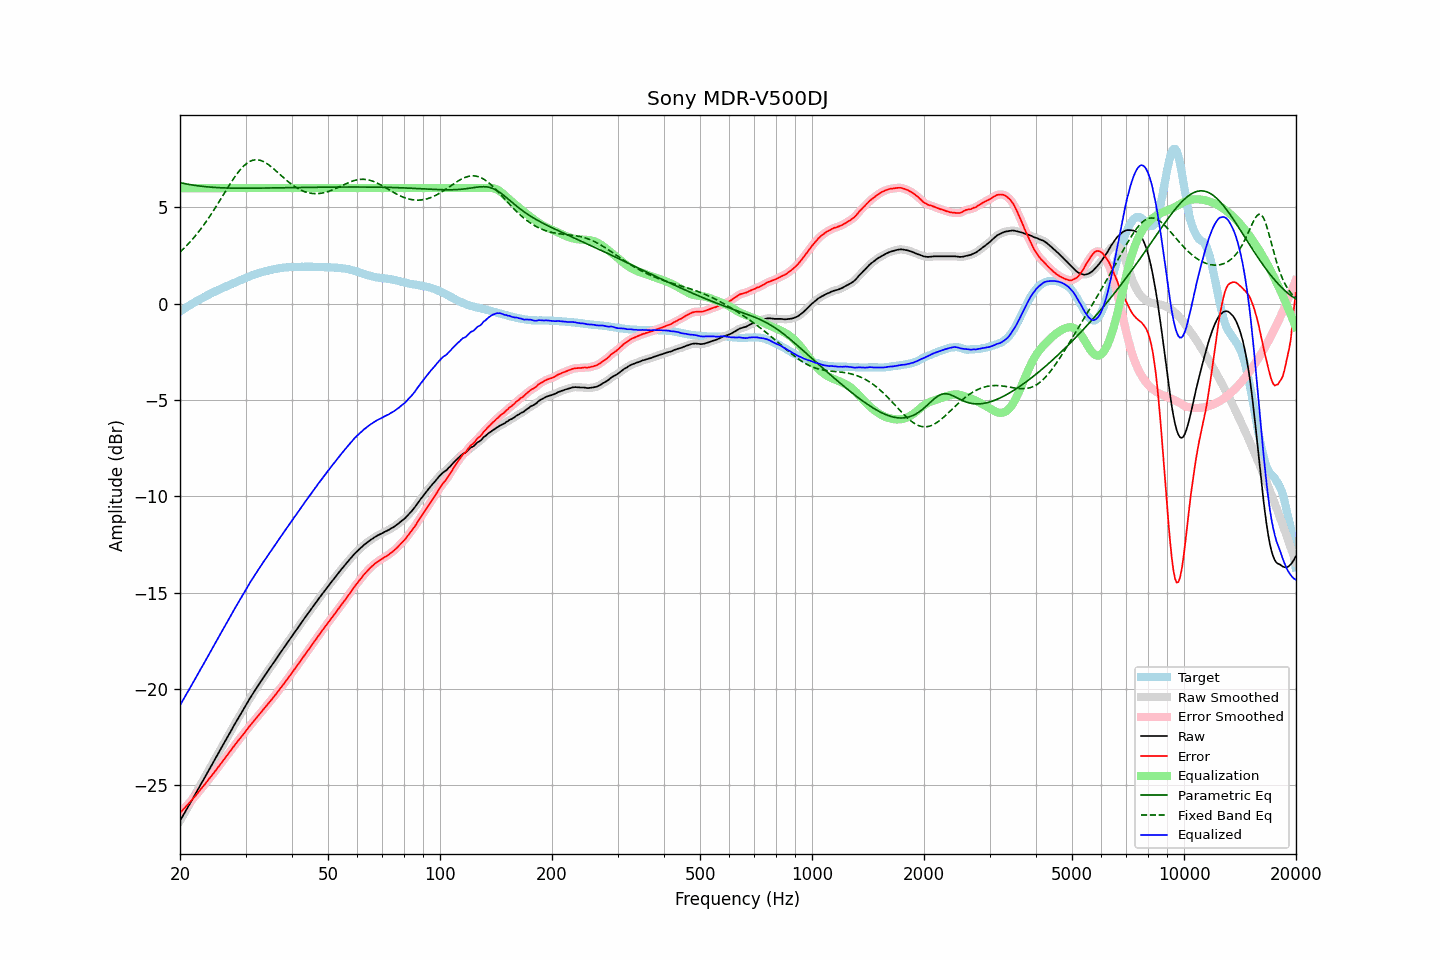 Sony MDR-V500DJ
Amplitude (dBr)
5
0
−5
−10
−15
−20
−25
20
50
100
200
500
1000
2000
5000
10000
20000
Frequency (Hz)
Target
Raw Smoothed
Error Smoothed
Raw
Error
Equalization
Parametric Eq
Fixed Band Eq
Equalized